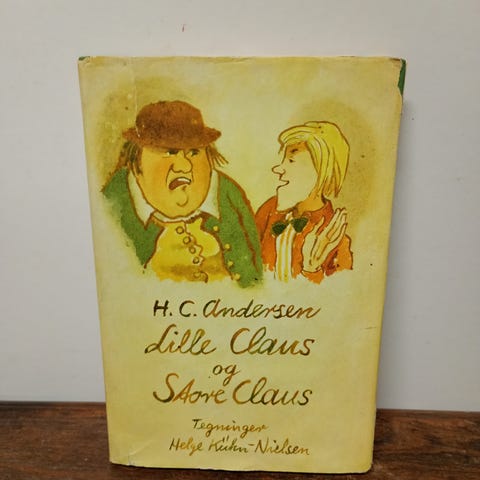 H. C. Andersen
Lille Claus
og
Store Claus
Tegninger
Helge Kühn-Nielsen